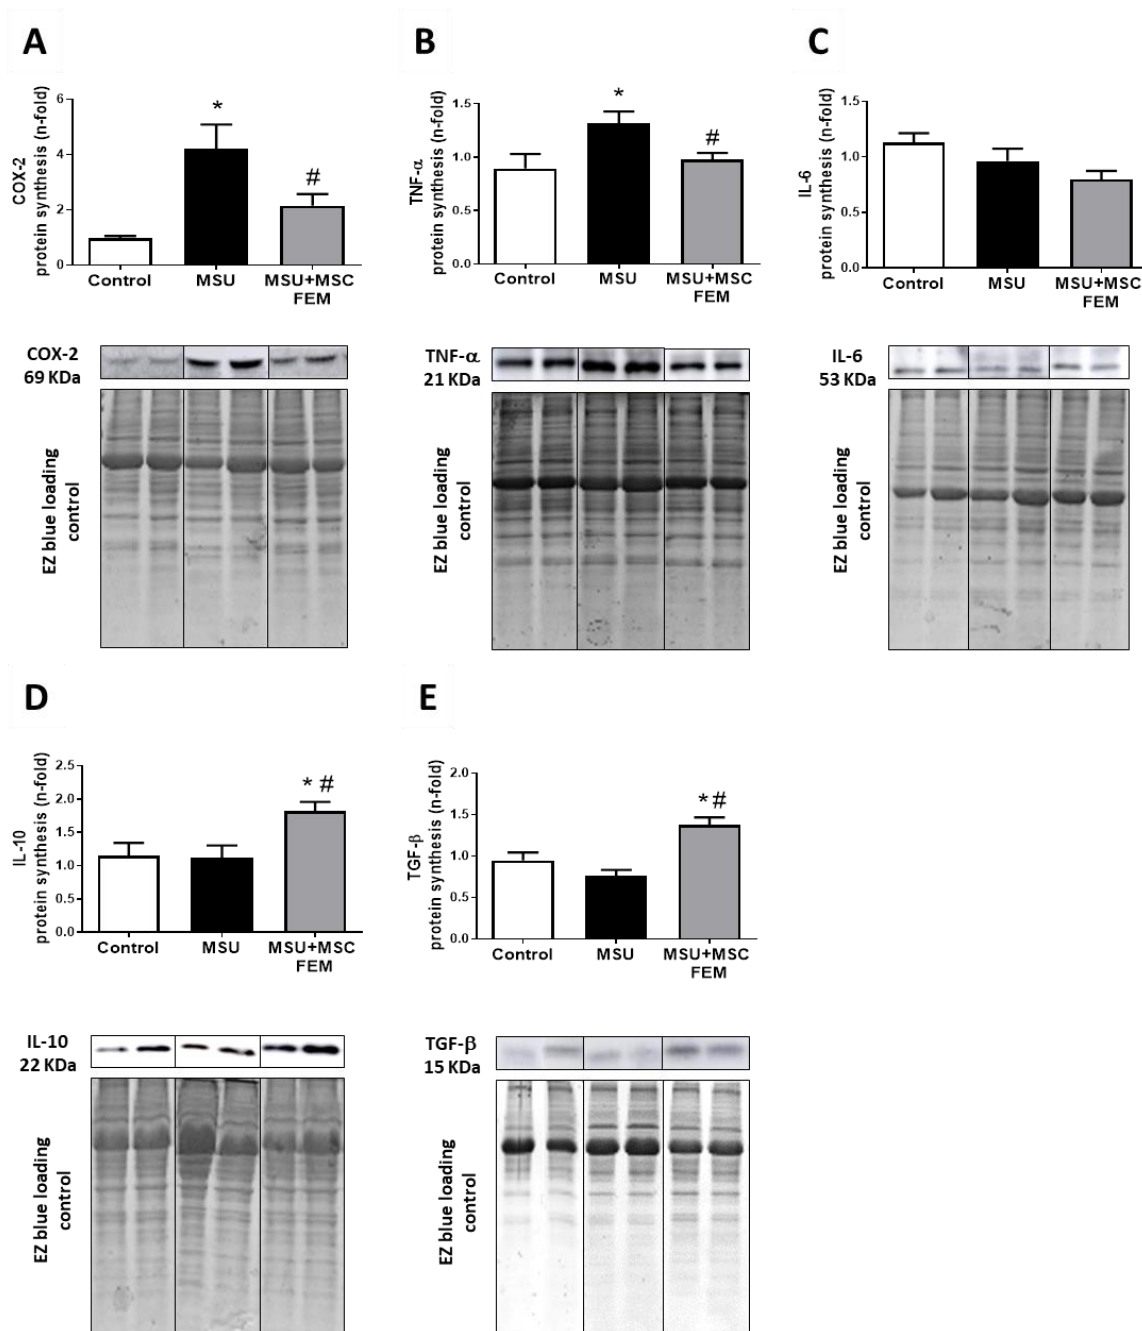 A
COX-2
protein synthesis (n-fold)
6
4
2
0
*
#
Control MSU MSU+MSC
FEM
COX-2
69 KDa
EZ blue loading
control
B
TNF-α
protein synthesis (n-fold)
1.5
1.0
0.5
0.0
*
#
Control MSU MSU+MSC
FEM
TNF-α
21 KDa
EZ blue loading
control
C
IL-6
protein synthesis (n-fold)
1.5
1.0
0.5
0.0
Control MSU MSU+MSC
FEM
IL-6
53 KDa
EZ blue loading
control
D
IL-10
protein synthesis (n-fold)
2.5
2.0
1.5
1.0
0.5
0.0
* #
Control MSU MSU+MSC
FEM
IL-10
22 KDa
EZ blue loading
control
E
TGF-β
protein synthesis (n-fold)
2.0
1.5
1.0
0.5
0.0
* #
Control MSU MSU+MSC
FEM
TGF-β
15 KDa
EZ blue loading
control